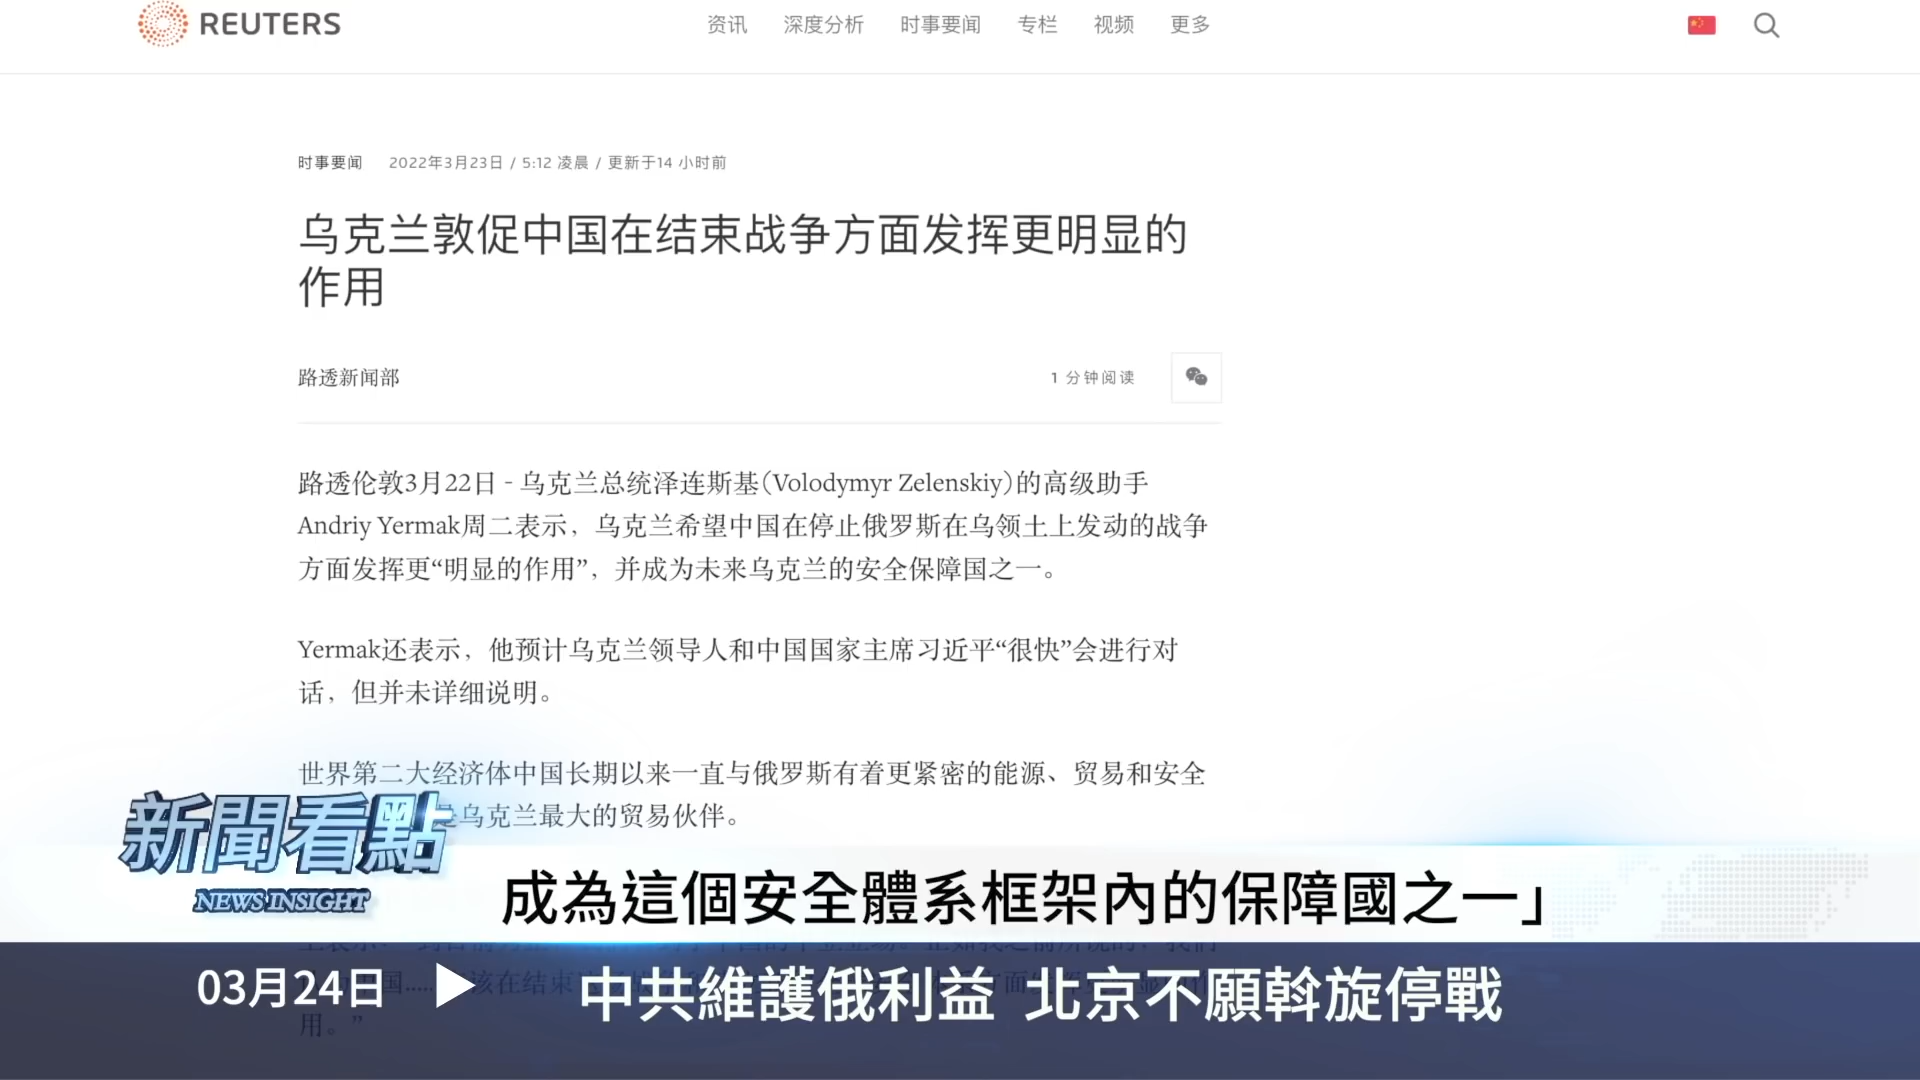 REUTERS
资讯 深度分析 时事要闻 专栏 视频 更多
时事要闻 2022年3月23日 / 5:12 凌晨 / 更新于14 小时前
乌克兰敦促中国在结束战争方面发挥更明显的
作用
路透新闻部
1 分钟阅读
路透伦敦3月22日 - 乌克兰总统泽连斯基(Volodymyr Zelenskiy)的高级助手
Andriy Yermak周二表示，乌克兰希望中国在停止俄罗斯在乌领土上发动的战争
方面发挥更“明显的作用”，并成为未来乌克兰的安全保障国之一。
Yermak还表示，他预计乌克兰领导人和中国国家主席习近平“很快”会进行对
话，但并未详细说明。
世界第二大经济体中国长期以来一直与俄罗斯有着更紧密的能源、贸易和安全
是乌克兰最大的贸易伙伴。
新聞看點
NEWS INSIGHT
成為這個安全體系框架內的保障國之一」
03月24日
中共維護俄利益 北京不願斡旋停戰
用。”